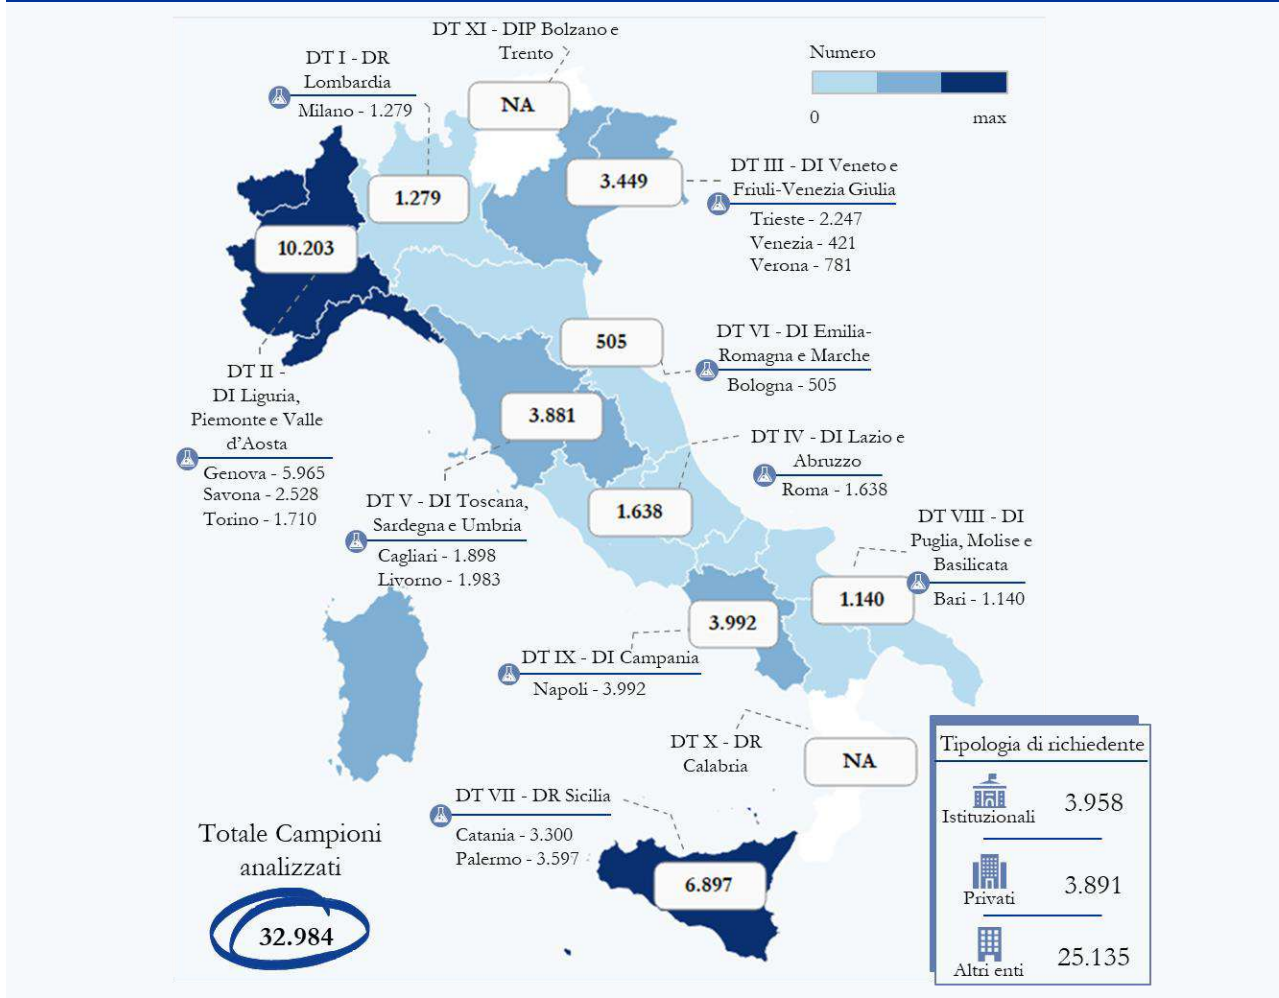 DT XI - DIP Bolzano e
Trento
NA
DT I - DR
Lombardia
Milano - 1.279
1.279
Numero
0 max
3.449
DT III - DI Veneto e
Friuli-Venezia Giulia
Trieste - 2.247
Venezia - 421
Verona - 781
10.203
DT II -
DI Liguria,
Piemonte e Valle
d'Aosta
Genova - 5.965
Savona - 2.528
Torino - 1.710
505
DT VI - DI Emilia-
Romagna e Marche
Bologna - 505
3.881
DT V - DI Toscana,
Sardegna e Umbria
Cagliari - 1.898
Livorno - 1.983
DT IV - DI Lazio e
Abruzzo
Roma - 1.638
1.638
DT VIII - DI
Puglia, Molise e
Basilicata
Bari - 1.140
1.140
3.992
DT IX - DI Campania
Napoli - 3.992
DT X - DR
Calabria
NA
DT VII - DR Sicilia
Catania - 3.300
Palermo - 3.597
6.897
Totale Campioni
analizzati
32.984
Tipologia di richiedente
Istituzionali 3.958
Privati 3.891
Altri enti 25.135